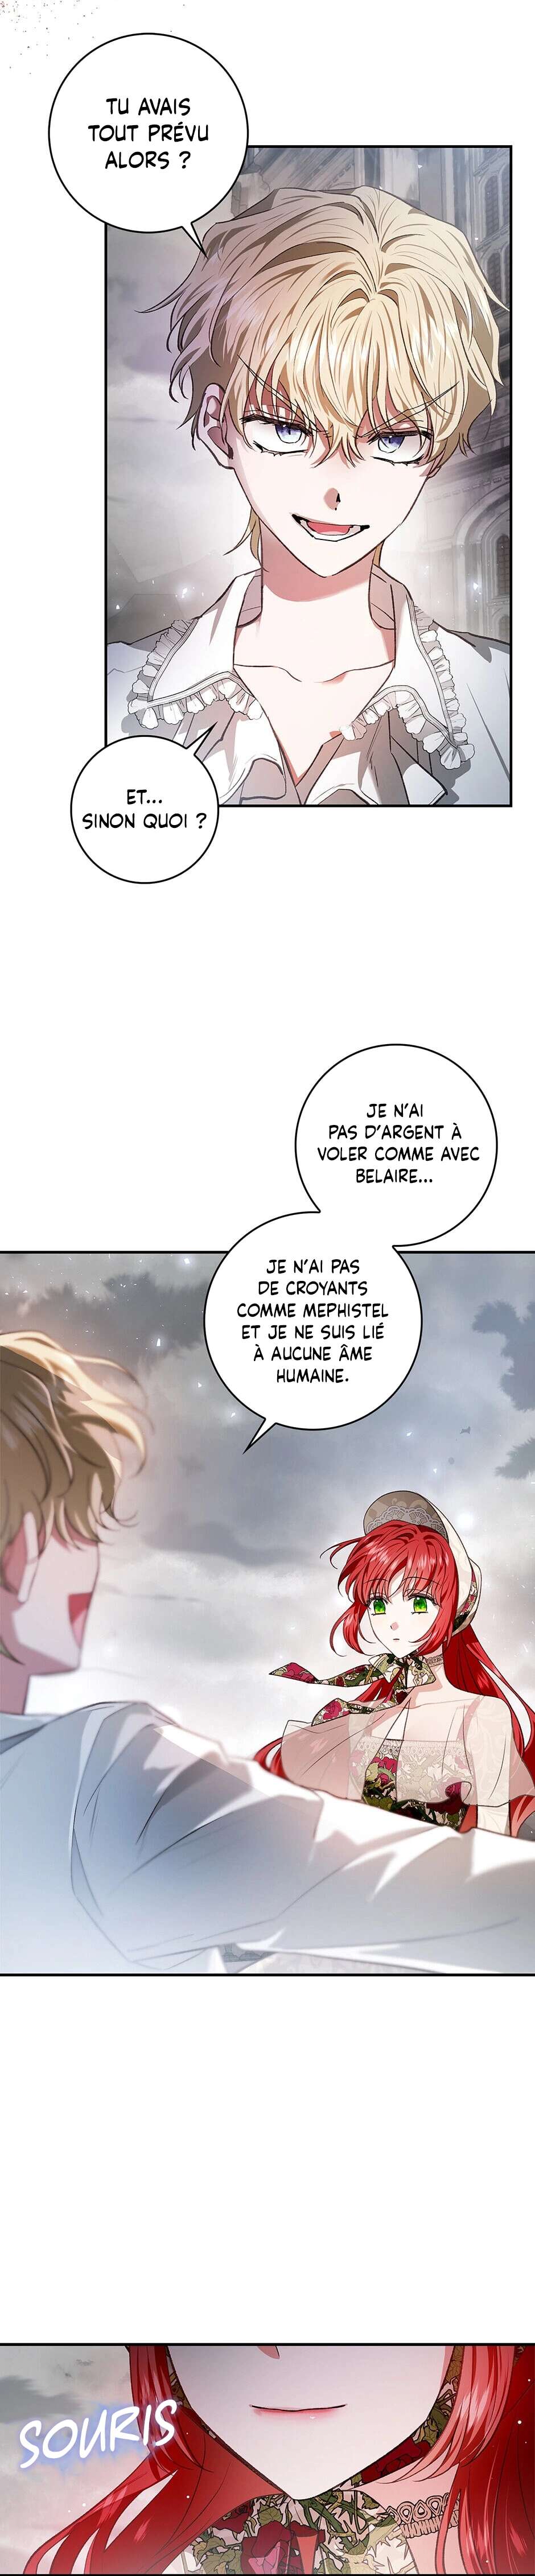 TU AVAIS
TOUT PRÉVU
ALORS ?
ET...
SINON QUOI ?
JE N'AI
PAS D'ARGENT À
VOLER COMME AVEC
BELAIRE...
JE N'AI PAS
DE CROYANTS
COMME MEPHISTEL
ET JE NE SUIS LIÉ
À AUCUNE ÂME
HUMAINE.
SOURIS